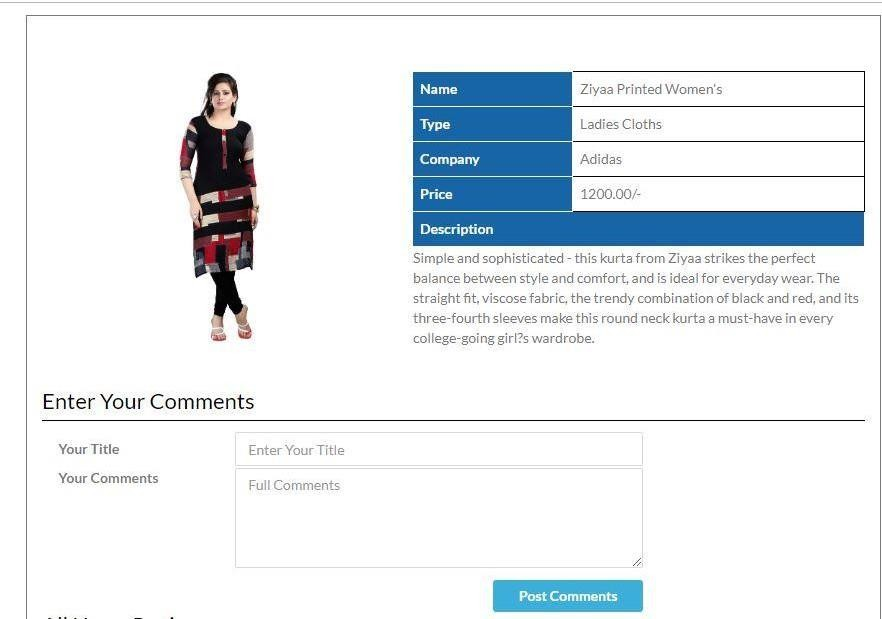 Name Ziyaa Printed Women's
Type Ladies Cloths
Company Adidas
Price 1200.00/-
Description
Simple and sophisticated - this kurta from Ziyaa strikes the perfect
balance between style and comfort, and is ideal for everyday wear. The
straight fit, viscose fabric, the trendy combination of black and red, and its
three-fourth sleeves make this round neck kurta a must-have in every
college-going girl?s wardrobe.
Enter Your Comments
Your Title Enter Your Title
Your Comments Full Comments
Post Comments